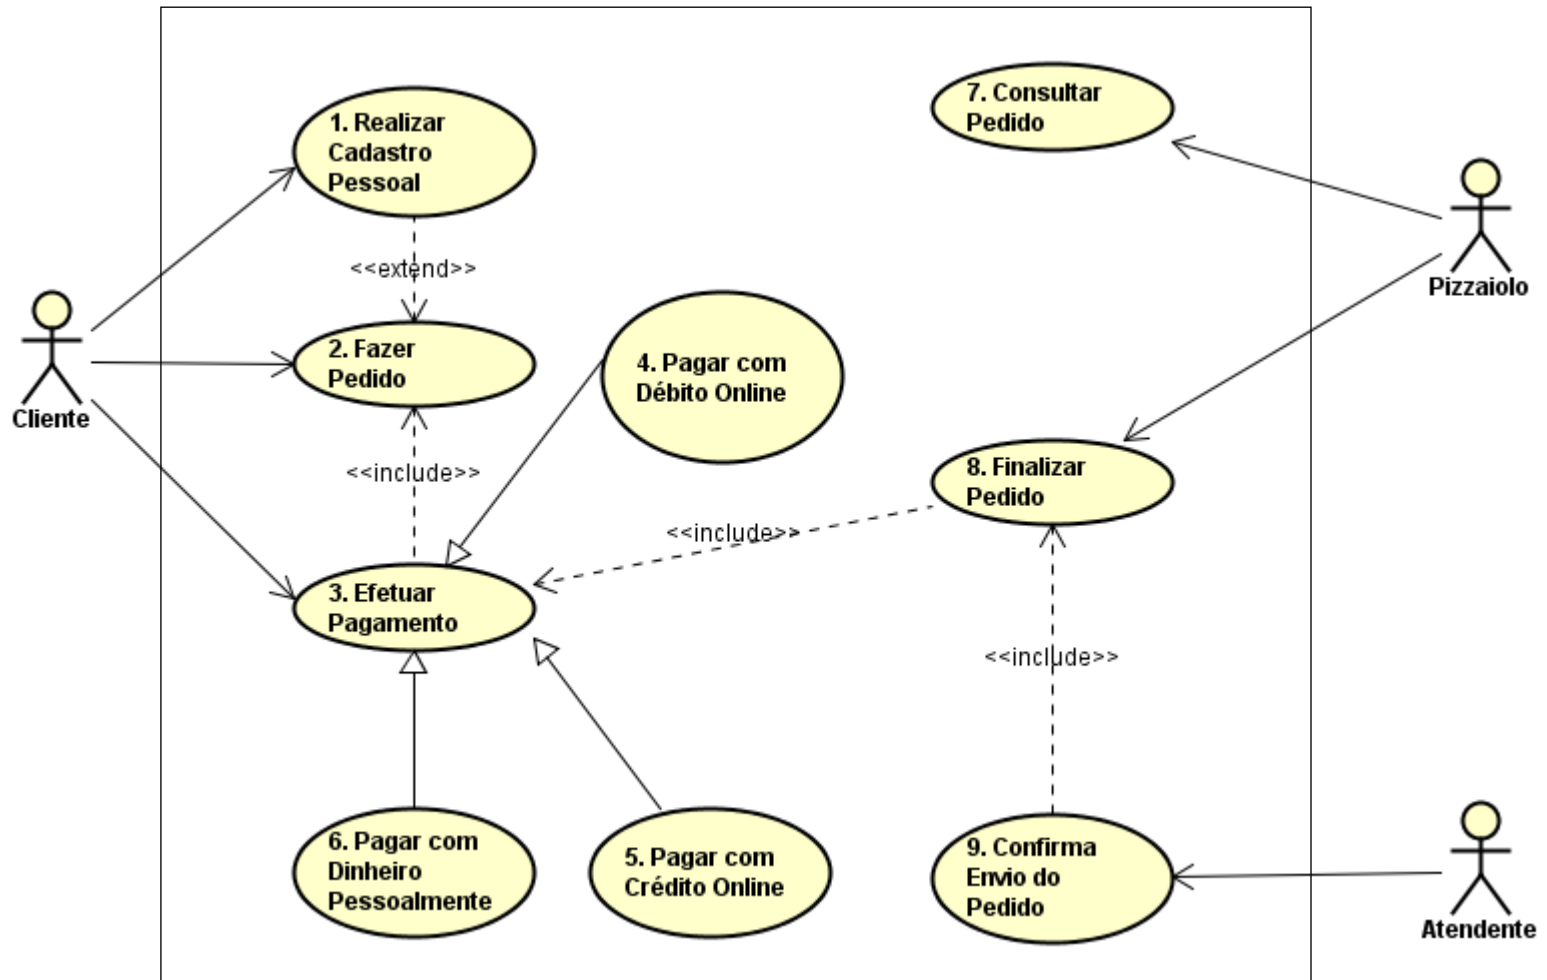 1. Realizar
Cadastro
Pessoal
<<extend>>
2. Fazer
Pedido
Cliente
<<include>>
3. Efetuar
Pagamento
4. Pagar com
Débito Online
<<include>>
6. Pagar com
Dinheiro
Pessoalmente
5. Pagar com
Crédito Online
7. Consultar
Pedido
Pizzaiolo
8. Finalizar
Pedido
<<include>>
9. Confirma
Envio do
Pedido
Atendente